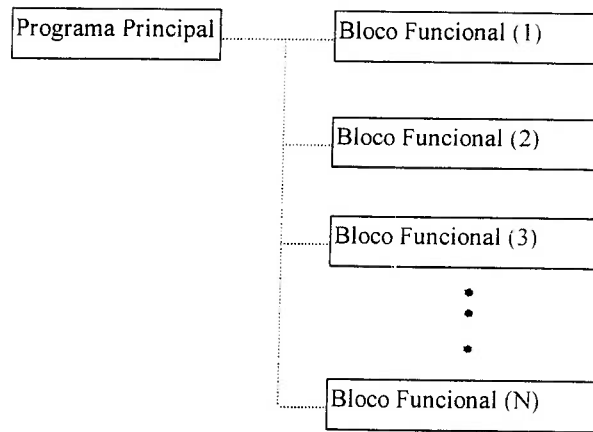 Programa Principal
Bloco Funcional (1)
Bloco Funcional (2)
Bloco Funcional (3)
Bloco Funcional (N)